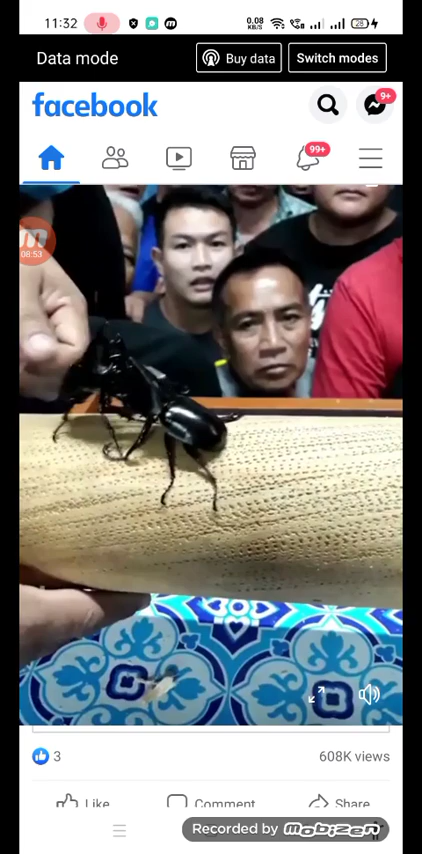 11:32 0.08 KB/S 28
Data mode Buy data Switch modes
facebook 9+
99+
08:53
3 608K views
Like Comment Share
Recorded by MOBIZEN